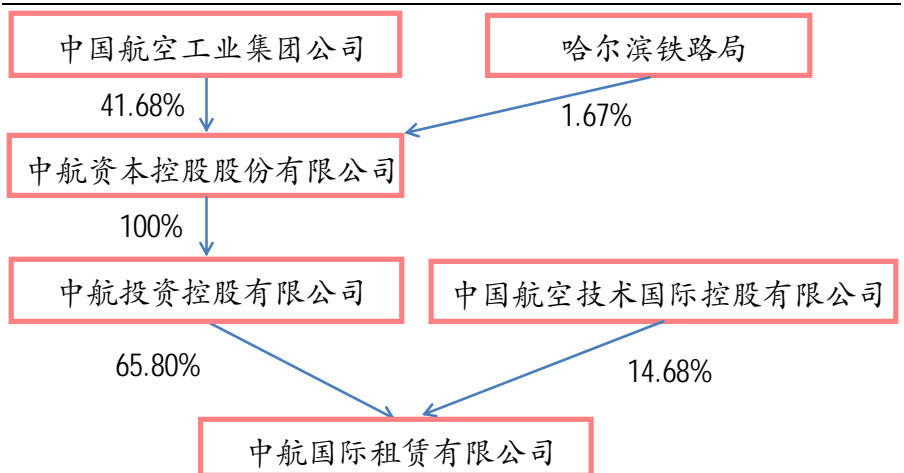 中国航空工业集团公司
哈尔滨铁路局
41.68%
1.67%
中航资本控股股份有限公司
100%
中航投资控股有限公司
中国航空技术国际控股有限公司
65.80%
14.68%
中航国际租赁有限公司